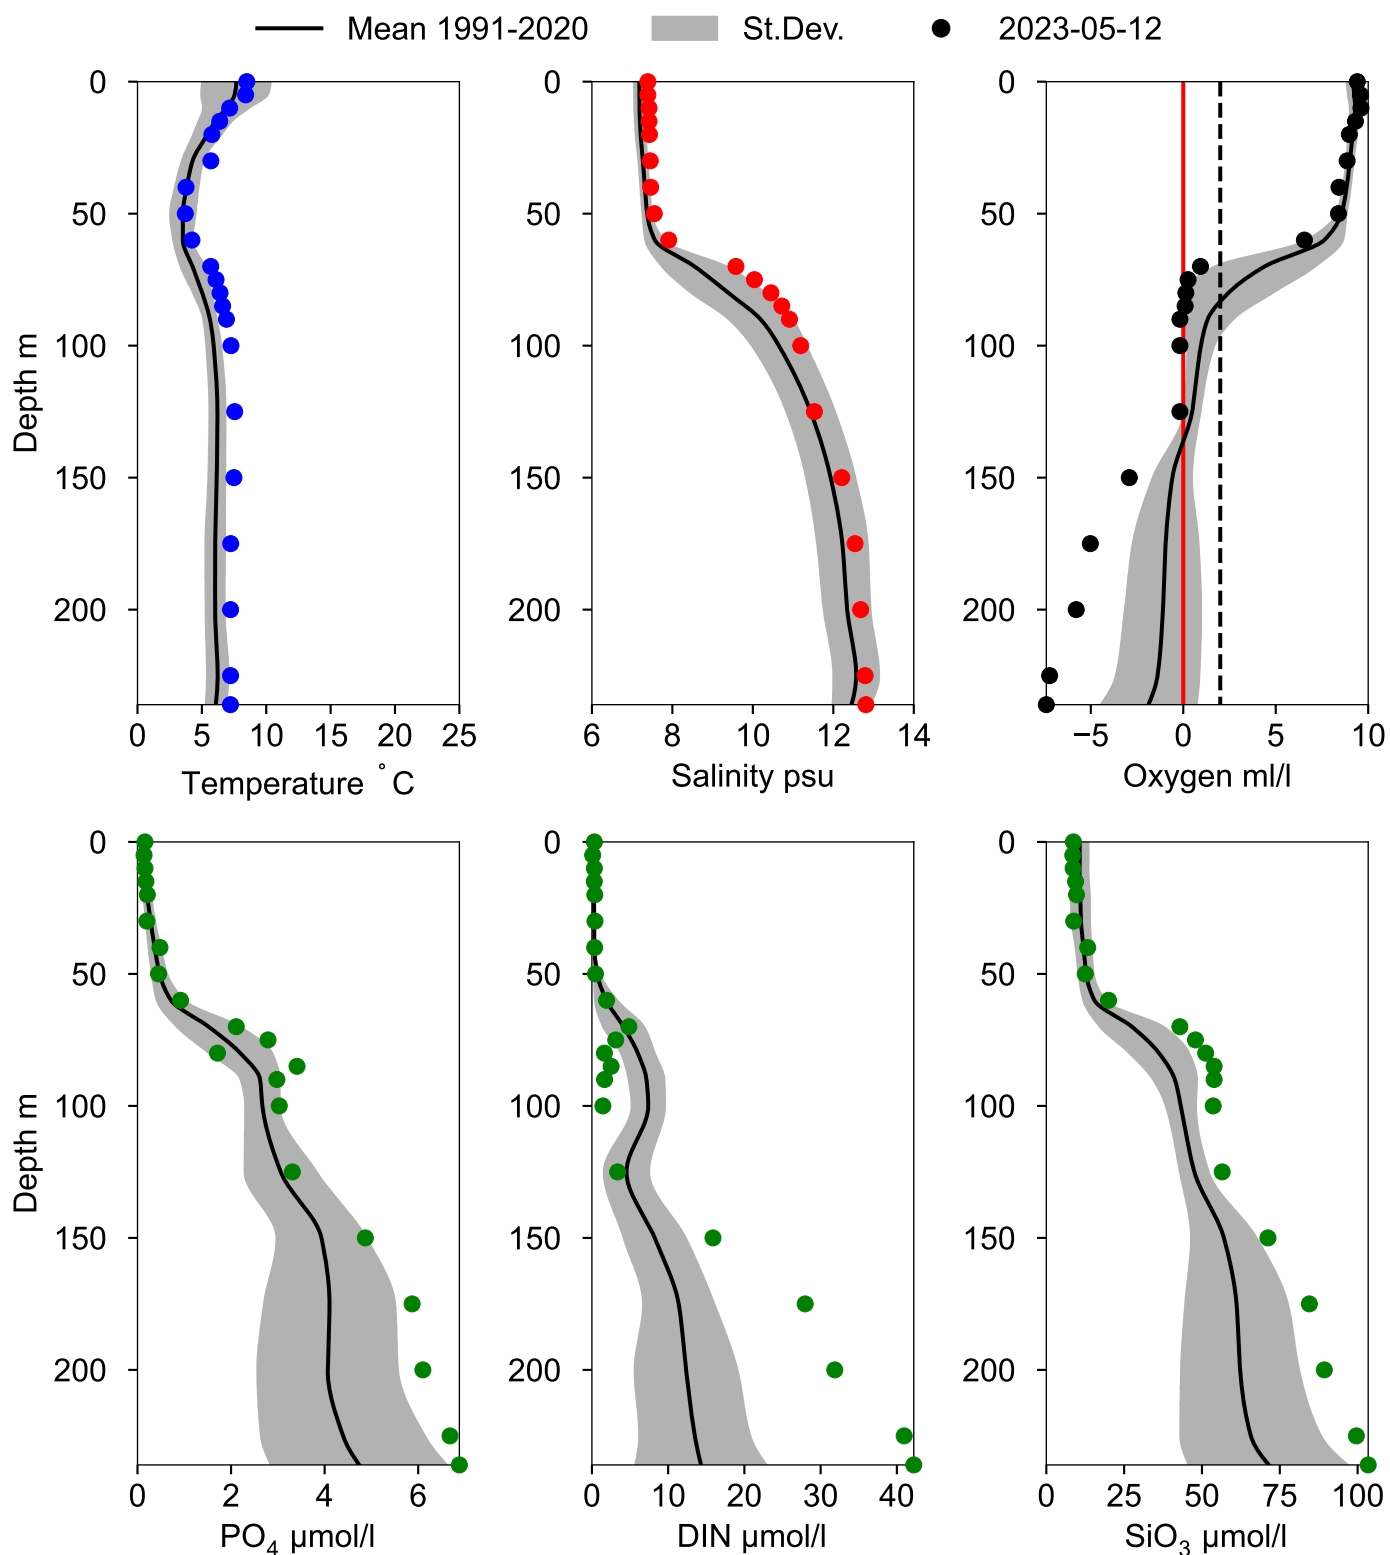 Mean 1991-2020 St.Dev. 2023-05-12
0 0 0
50 50 50
100 100 100
150 150 150
200 200 200
Depth m
0 5 10 15 20 25 6 8 10 12 14 −5 0 5 10
Temperature °C Salinity psu Oxygen ml/l
0 0 0
50 50 50
100 100 100
150 150 150
200 200 200
Depth m
0 2 4 6 0 10 20 30 40 0 25 50 75 100
PO₄ µmol/l DIN µmol/l SiO₃ µmol/l